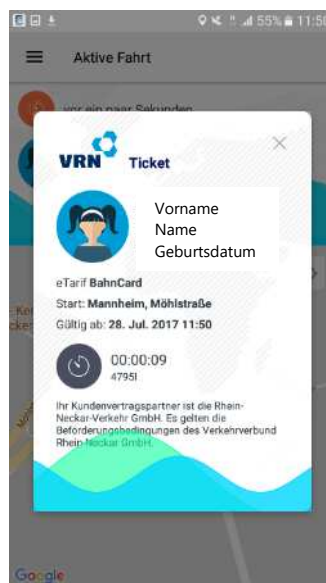 55% 11:50
Aktive Fahrt
vor ein paar Sekunden
VRN Ticket
Vorname
Name
Geburtsdatum
eTarif BahnCard
Start: Mannheim, Möhlstraße
Gültig ab: 28. Jul. 2017 11:50
00:00:09
4795I
Ihr Kundenvertragspartner ist die Rhein-
Neckar-Verkehr GmbH. Es gelten die
Beförderungsbedingungen des Verkehrverbund
Rhein-Neckar GmbH.
Google